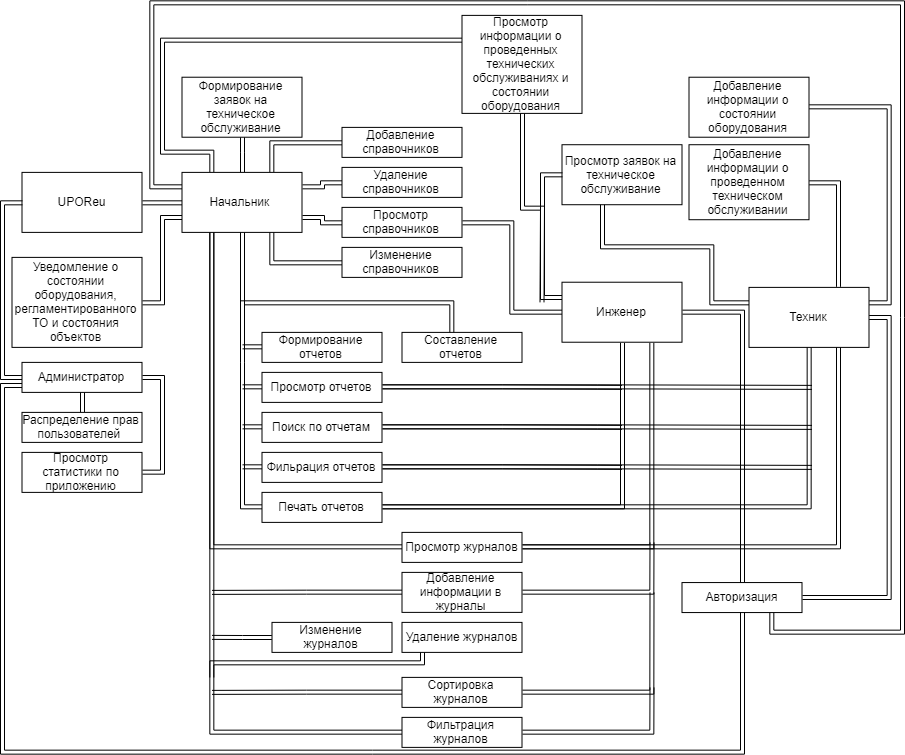 Просмотр
информации о
проведенных
технических
обслуживаниях и
состоянии
оборудования
Формирование
заявок на
техническое
обслуживание
Добавление
информации о
состоянии
оборудования
Добавление
справочников
Просмотр заявок на
техническое
обслуживание
Добавление
информации о
проведенном
техническом
обслуживании
Удаление
справочников
UPOReu
Начальник
Просмотр
справочников
Изменение
справочников
Уведомление о
состоянии
оборудования,
регламентированного
ТО и состояния
объектов
Инженер
Техник
Формирование
отчетов
Составление
отчетов
Администратор
Просмотр отчетов
Распределение прав
пользователей
Поиск по отчетам
Просмотр
статистики по
приложению
Фильрация отчетов
Печать отчетов
Просмотр журналов
Добавление
информации в
журналы
Авторизация
Изменение
журналов
Удаление журналов
Сортировка
журналов
Фильтрация
журналов